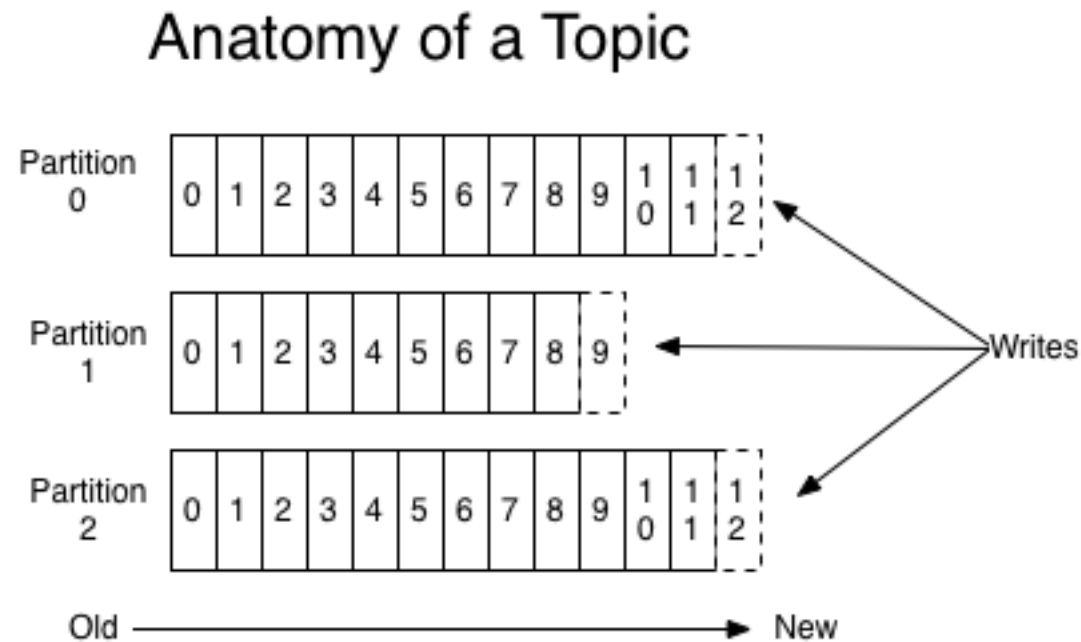 Anatomy of a Topic
Partition
0
0 1 2 3 4 5 6 7 8 9 10 11 12
Partition
1
0 1 2 3 4 5 6 7 8 9
Writes
Partition
2
0 1 2 3 4 5 6 7 8 9 10 11 12
Old New